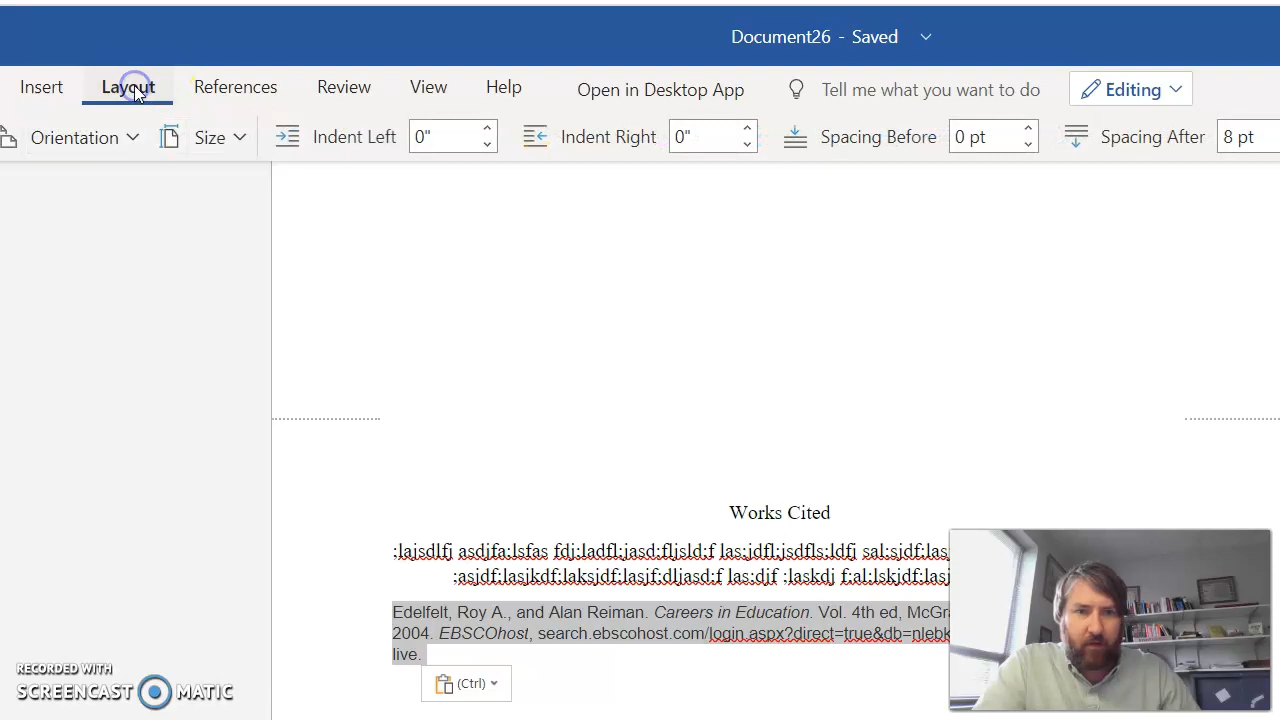 Document26 - Saved
Insert Layout References Review View Help Open in Desktop App Tell me what you want to do Editing
Orientation Size Indent Left 0" Indent Right 0" Spacing Before 0 pt Spacing After 8 pt
Works Cited
;lajsdlfj asdjfa;lsfas fdj;ladfl;jasd;fljsld;f las;jdfl;jsdfls;ldfj sal;sjdf;las
;asjdf;lasjkdf;laksjdf;lasjf;dljasd;f las;djf ;laskdj f;al;lskjdf;lasj
Edelfelt, Roy A., and Alan Reiman. Careers in Education. Vol. 4th ed, McGra
2004. EBSCOhost, search.ebscohost.com/login.aspx?direct=true&db=nlebk
live.
(Ctrl)
RECORDED WITH
SCREENCAST MATIC